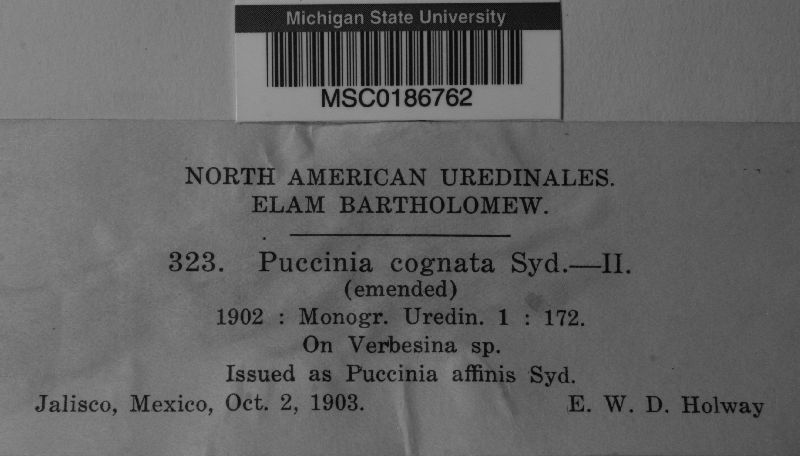 Michigan State University
MSC0186762
NORTH AMERICAN UREDINALES.
ELAM BARTHOLOMEW.
323. Puccinia cognata Syd.—II.
(emended)
1902 : Monogr. Uredin. 1 : 172.
On Verbesina sp.
Issued as Puccinia affinis Syd.
Jalisco, Mexico, Oct. 2, 1903. E. W. D. Holway